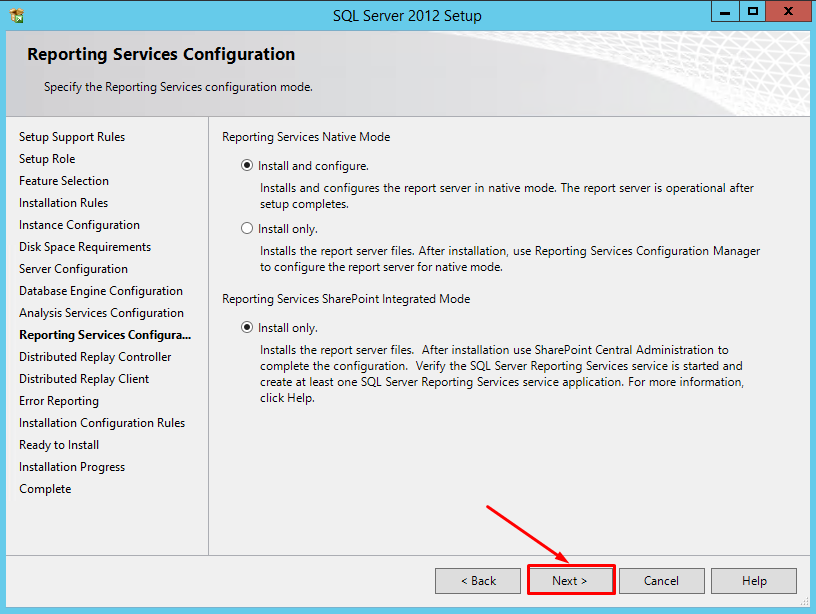 SQL Server 2012 Setup
Reporting Services Configuration
Specify the Reporting Services configuration mode.
Setup Support Rules
Setup Role
Feature Selection
Installation Rules
Instance Configuration
Disk Space Requirements
Server Configuration
Database Engine Configuration
Analysis Services Configuration
Reporting Services Configura...
Distributed Replay Controller
Distributed Replay Client
Error Reporting
Installation Configuration Rules
Ready to Install
Installation Progress
Complete
Reporting Services Native Mode
Install and configure.
Installs and configures the report server in native mode. The report server is operational after
setup completes.
Install only.
Installs the report server files. After installation, use Reporting Services Configuration Manager
to configure the report server for native mode.
Reporting Services SharePoint Integrated Mode
Install only.
Installs the report server files.  After installation use SharePoint Central Administration to
complete the configuration.  Verify the SQL Server Reporting Services service is started and
create at least one SQL Server Reporting Services service application. For more information,
click Help.
< Back
Next >
Cancel
Help